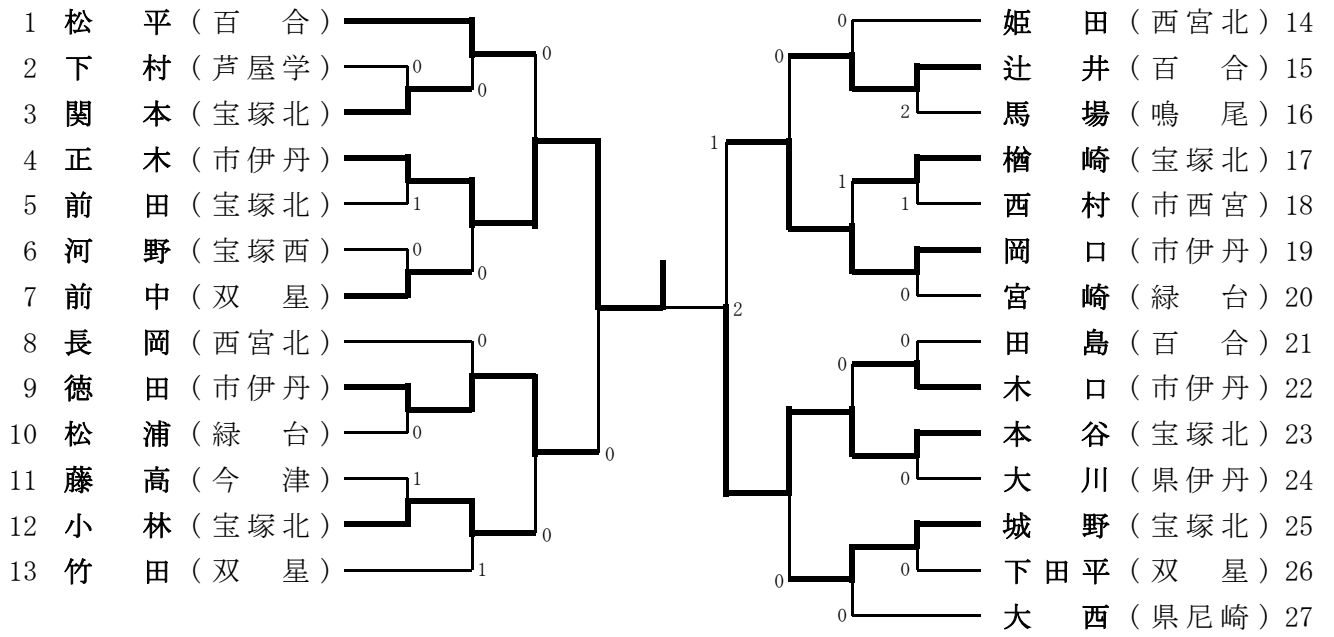 1 松 平 ( 百 合 )
2 下 村 ( 芦 屋 学 )
3 関 本 ( 宝 塚 北 )
4 正 木 ( 市 伊 丹 )
5 前 田 ( 宝 塚 北 )
6 河 野 ( 宝 塚 西 )
7 前 中 ( 双 星 )
8 長 岡 ( 西 宮 北 )
9 徳 田 ( 市 伊 丹 )
10 松 浦 ( 緑 台 )
11 藤 高 ( 今 津 )
12 小 林 ( 宝 塚 北 )
13 竹 田 ( 双 星 )
0
0
0
1
0
0
0
0
1
0
1
0
2
1
0
0
2
1
1
0
0
0
0
0
0
0
姫 田 ( 西 宮 北 ) 14
辻 井 ( 百 合 ) 15
馬 場 ( 鳴 尾 ) 16
楢 崎 ( 宝 塚 北 ) 17
西 村 ( 市 西 宮 ) 18
岡 口 ( 市 伊 丹 ) 19
宮 崎 ( 緑 台 ) 20
田 島 ( 百 合 ) 21
木 口 ( 市 伊 丹 ) 22
本 谷 ( 宝 塚 北 ) 23
大 川 ( 県 伊 丹 ) 24
城 野 ( 宝 塚 北 ) 25
下 田 平 ( 双 星 ) 26
大 西 ( 県 尼 崎 ) 27